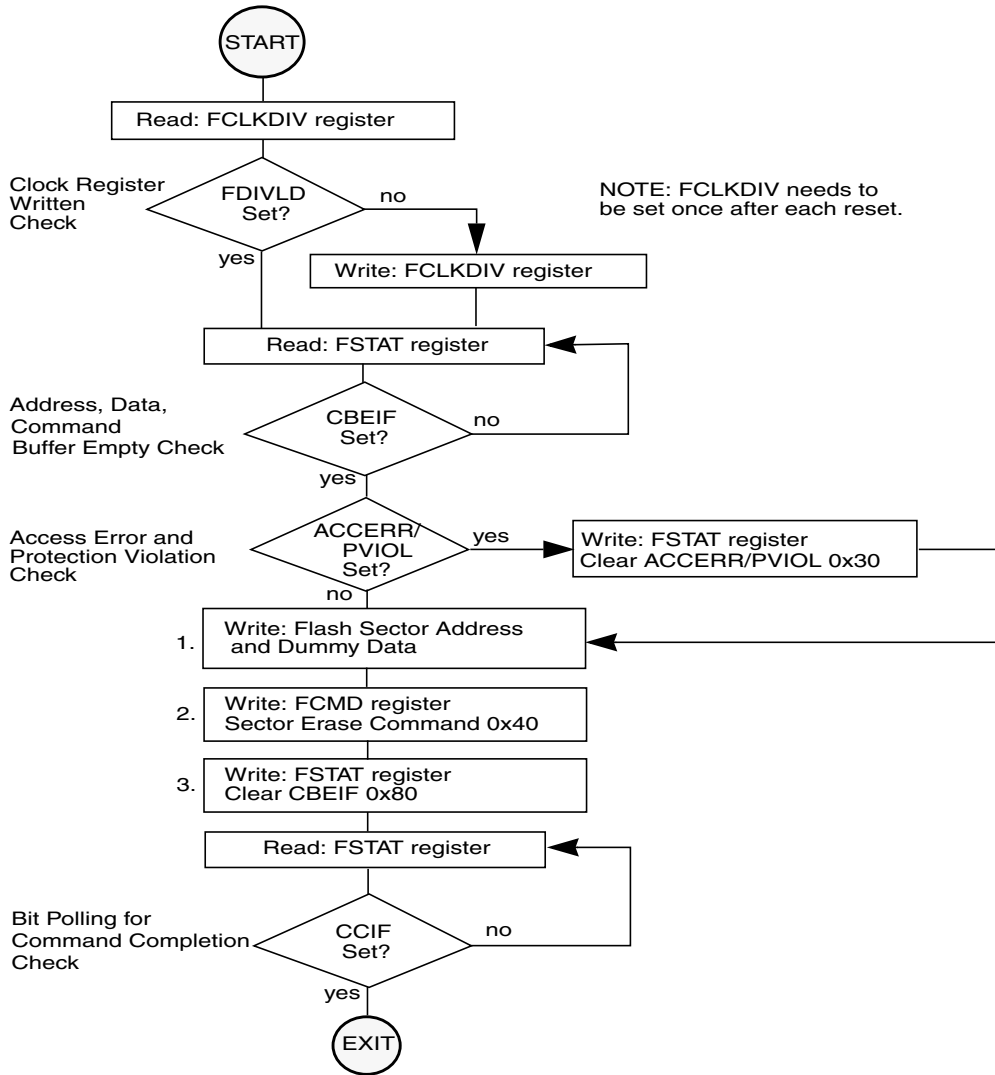 START
Read: FCLKDIV register
Clock Register
Written
Check
FDIVLD
Set?
no
yes
NOTE: FCLKDIV needs to
be set once after each reset.
Write: FCLKDIV register
Read: FSTAT register
Address, Data,
Command
Buffer Empty Check
CBEIF
Set?
no
yes
Access Error and
Protection Violation
Check
ACCERR/
PVIOL
Set?
yes
no
Write: FSTAT register
Clear ACCERR/PVIOL 0x30
1.
Write: Flash Sector Address
and Dummy Data
2.
Write: FCMD register
Sector Erase Command 0x40
3.
Write: FSTAT register
Clear CBEIF 0x80
Read: FSTAT register
Bit Polling for
Command Completion
Check
CCIF
Set?
no
yes
EXIT